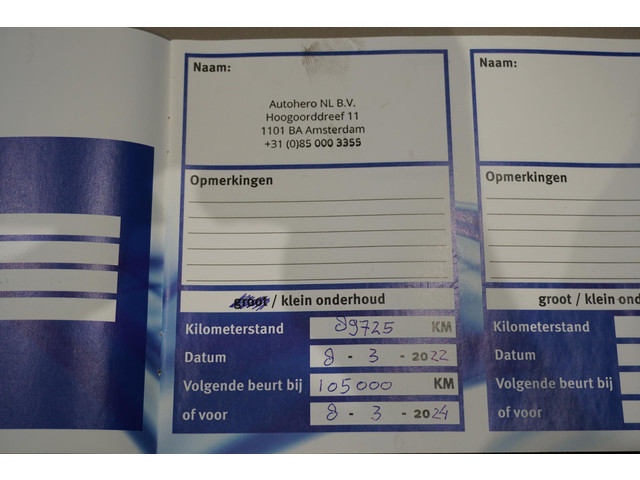 Naam:
Autohero NL B.V.
Hoogoorddreef 11
1101 BA Amsterdam
+31 (0)85 000 3355
Opmerkingen
groot / klein onderhoud
Kilometerstand 89725 KM
Datum 8 - 3 - 2022
Volgende beurt bij 105000 KM
of voor 8 - 3 - 2024
Naam:
Opmerkingen
groot / klein ond
Kilometerstand
Datum
Volgende beurt bij
of voor